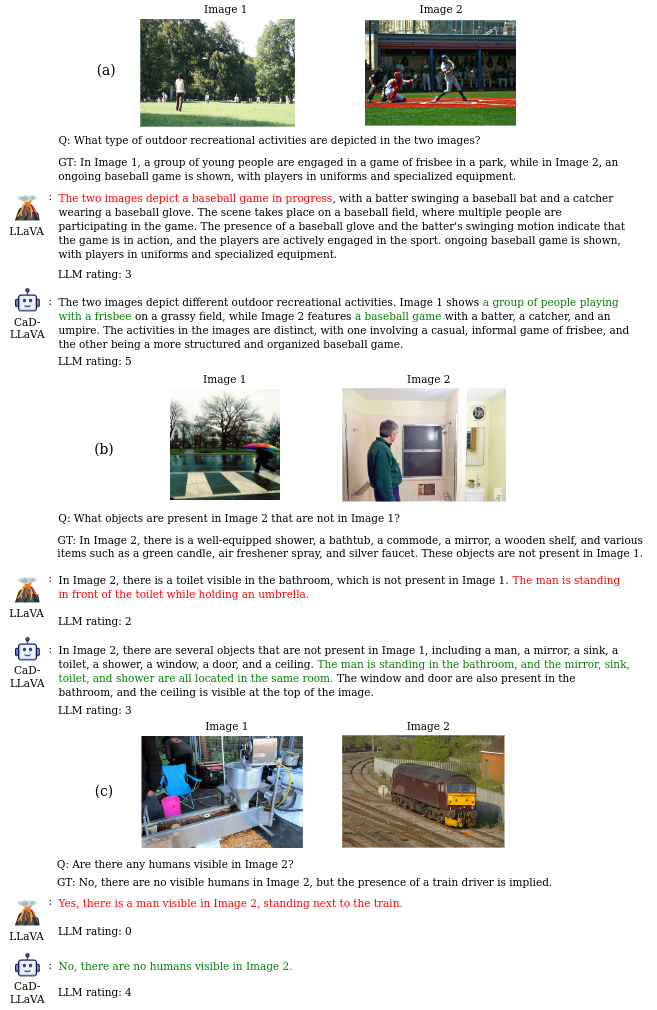 Image 1
Image 2
(a)
Q: What type of outdoor recreational activities are depicted in the two images?
GT: In Image 1, a group of young people are engaged in a game of frisbee in a park, while in Image 2, an
ongoing baseball game is shown, with players in uniforms and specialized equipment.
LLaVA
: The two images depict a baseball game in progress, with a batter swinging a baseball bat and a catcher
wearing a baseball glove. The scene takes place on a baseball field, where multiple people are
participating in the game. The presence of a baseball glove and the batter's swinging motion indicate that
the game is in action, and the players are actively engaged in the sport. ongoing baseball game is shown,
with players in uniforms and specialized equipment.
LLM rating: 3
CaD-
LLaVA
: The two images depict different outdoor recreational activities. Image 1 shows a group of people playing
with a frisbee on a grassy field, while Image 2 features a baseball game with a batter, a catcher, and an
umpire. The activities in the images are distinct, with one involving a casual, informal game of frisbee, and
the other being a more structured and organized baseball game.
LLM rating: 5
Image 1
Image 2
(b)
Q: What objects are present in Image 2 that are not in Image 1?
GT: In Image 2, there is a well-equipped shower, a bathtub, a commode, a mirror, a wooden shelf, and various
items such as a green candle, air freshener spray, and silver faucet. These objects are not present in Image 1.
LLaVA
: In Image 2, there is a toilet visible in the bathroom, which is not present in Image 1. The man is standing
in front of the toilet while holding an umbrella.
LLM rating: 2
CaD-
LLaVA
: In Image 2, there are several objects that are not present in Image 1, including a man, a mirror, a sink, a
toilet, a shower, a window, a door, and a ceiling. The man is standing in the bathroom, and the mirror, sink,
toilet, and shower are all located in the same room. The window and door are also present in the
bathroom, and the ceiling is visible at the top of the image.
LLM rating: 3
Image 1
Image 2
(c)
Q: Are there any humans visible in Image 2?
GT: No, there are no visible humans in Image 2, but the presence of a train driver is implied.
LLaVA
: Yes, there is a man visible in Image 2, standing next to the train.
LLM rating: 0
CaD-
LLaVA
: No, there are no humans visible in Image 2.
LLM rating: 4